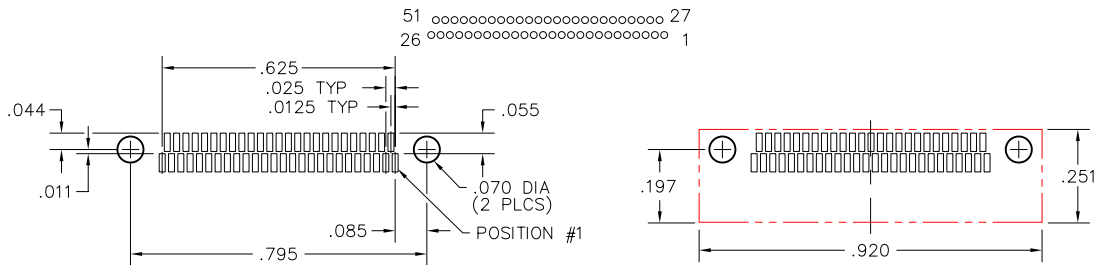 51 27
26 1
.625
.025 TYP
.0125 TYP
.044 .055
.011
.070 DIA
(2 PLCS)
.085 POSITION #1
.795
.197 .251
.920